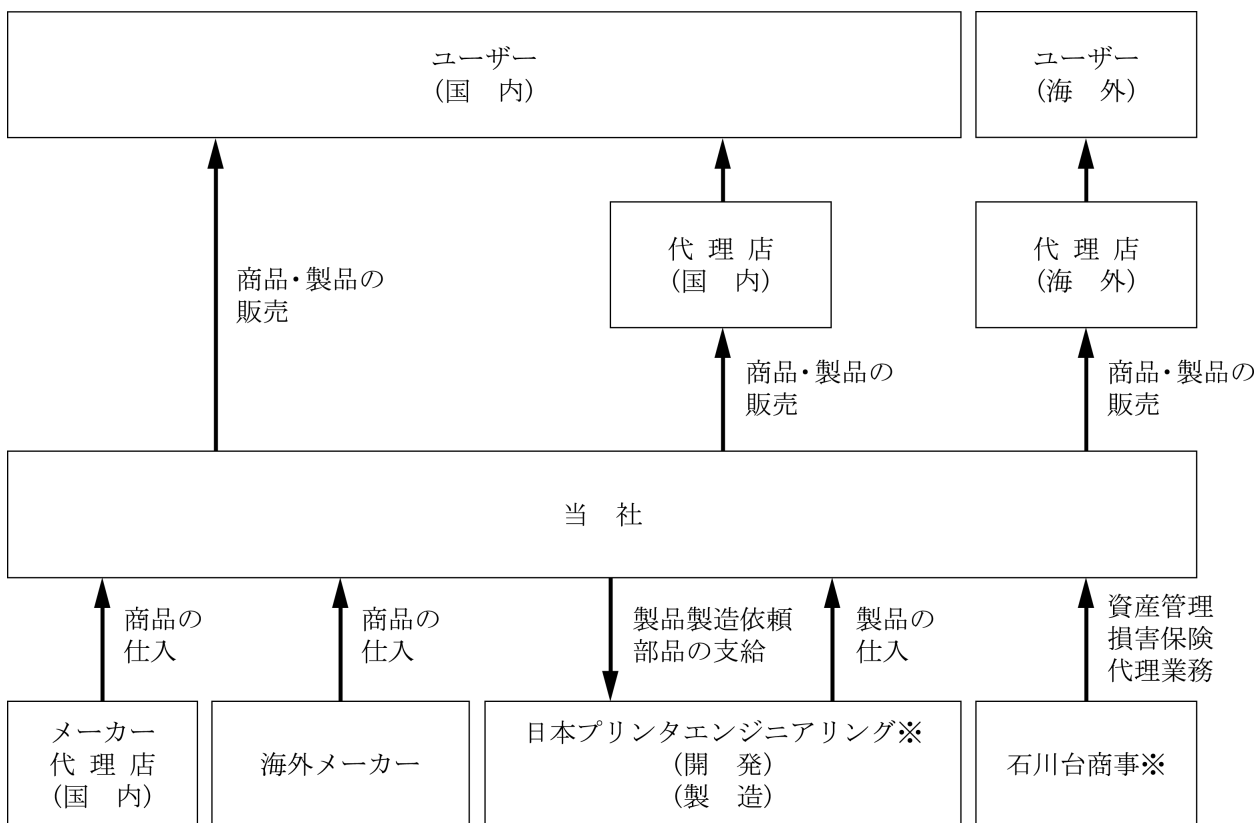 ユーザー
(国 内)
ユーザー
(海 外)
代 理 店
(国 内)
代 理 店
(海 外)
商品・製品の
販売
商品・製品の
販売
商品・製品の
販売
当 社
商品の
仕入
商品の
仕入
製品製造依頼
部品の支給
製品の
仕入
資産管理
損害保険
代理業務
メーカー
代 理 店
(国 内)
海外メーカー
日本プリンタエンジニアリング※
(開 発)
(製 造)
石川台商事※